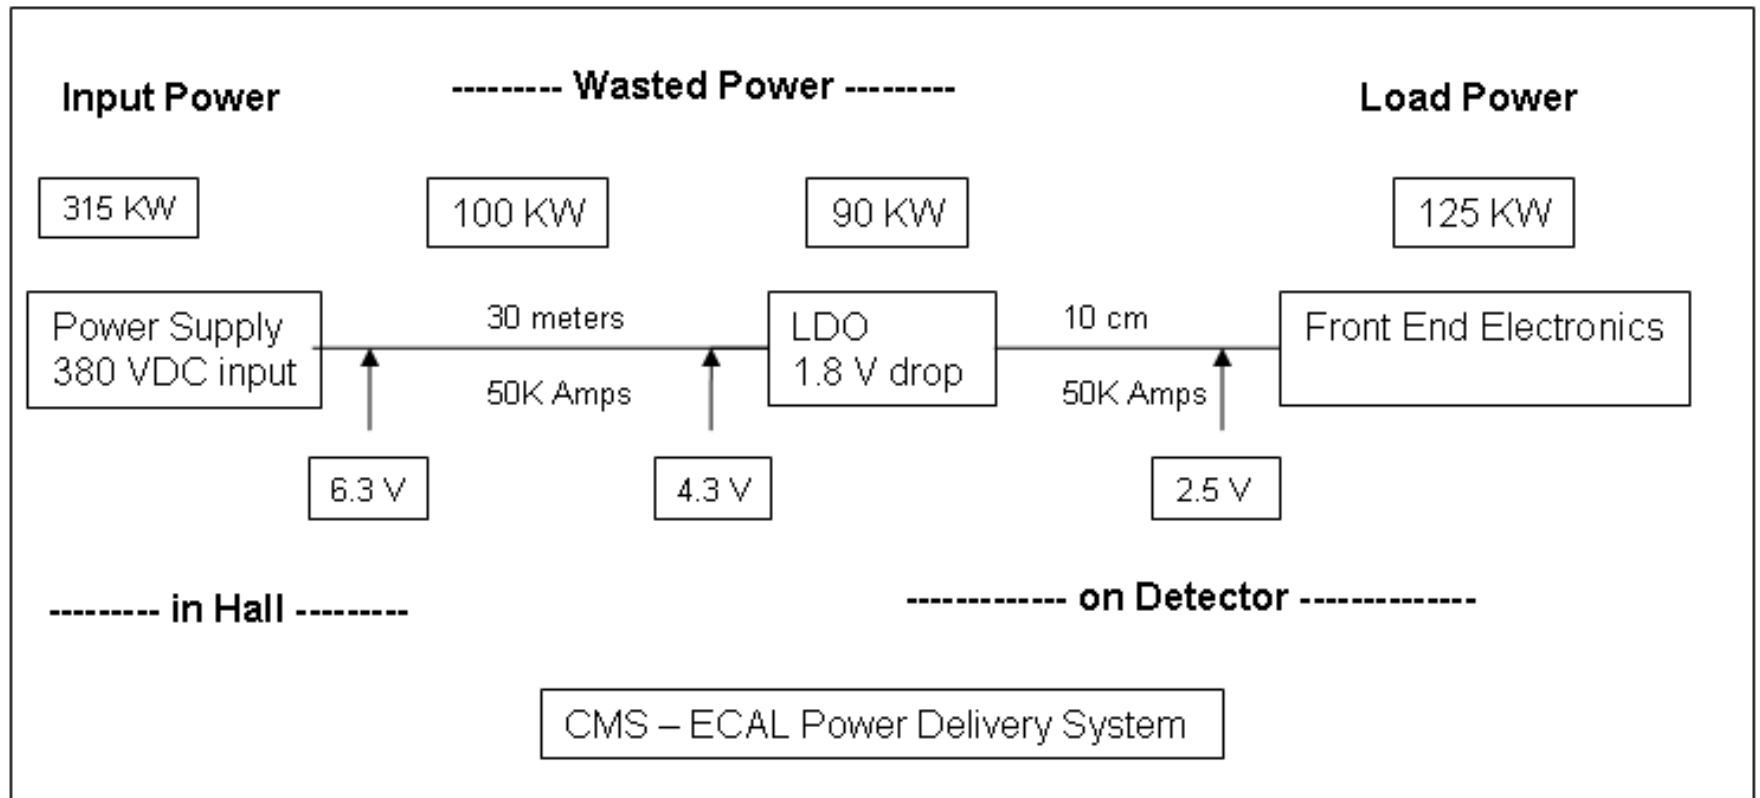 Input Power
--------- Wasted Power ---------
Load Power
315 KW
100 KW
90 KW
125 KW
Power Supply
380 VDC input
30 meters
50K Amps
LDO
1.8 V drop
10 cm
50K Amps
Front End Electronics
6.3 V
4.3 V
2.5 V
--------- in Hall ---------
------------- on Detector --------------
CMS – ECAL Power Delivery System